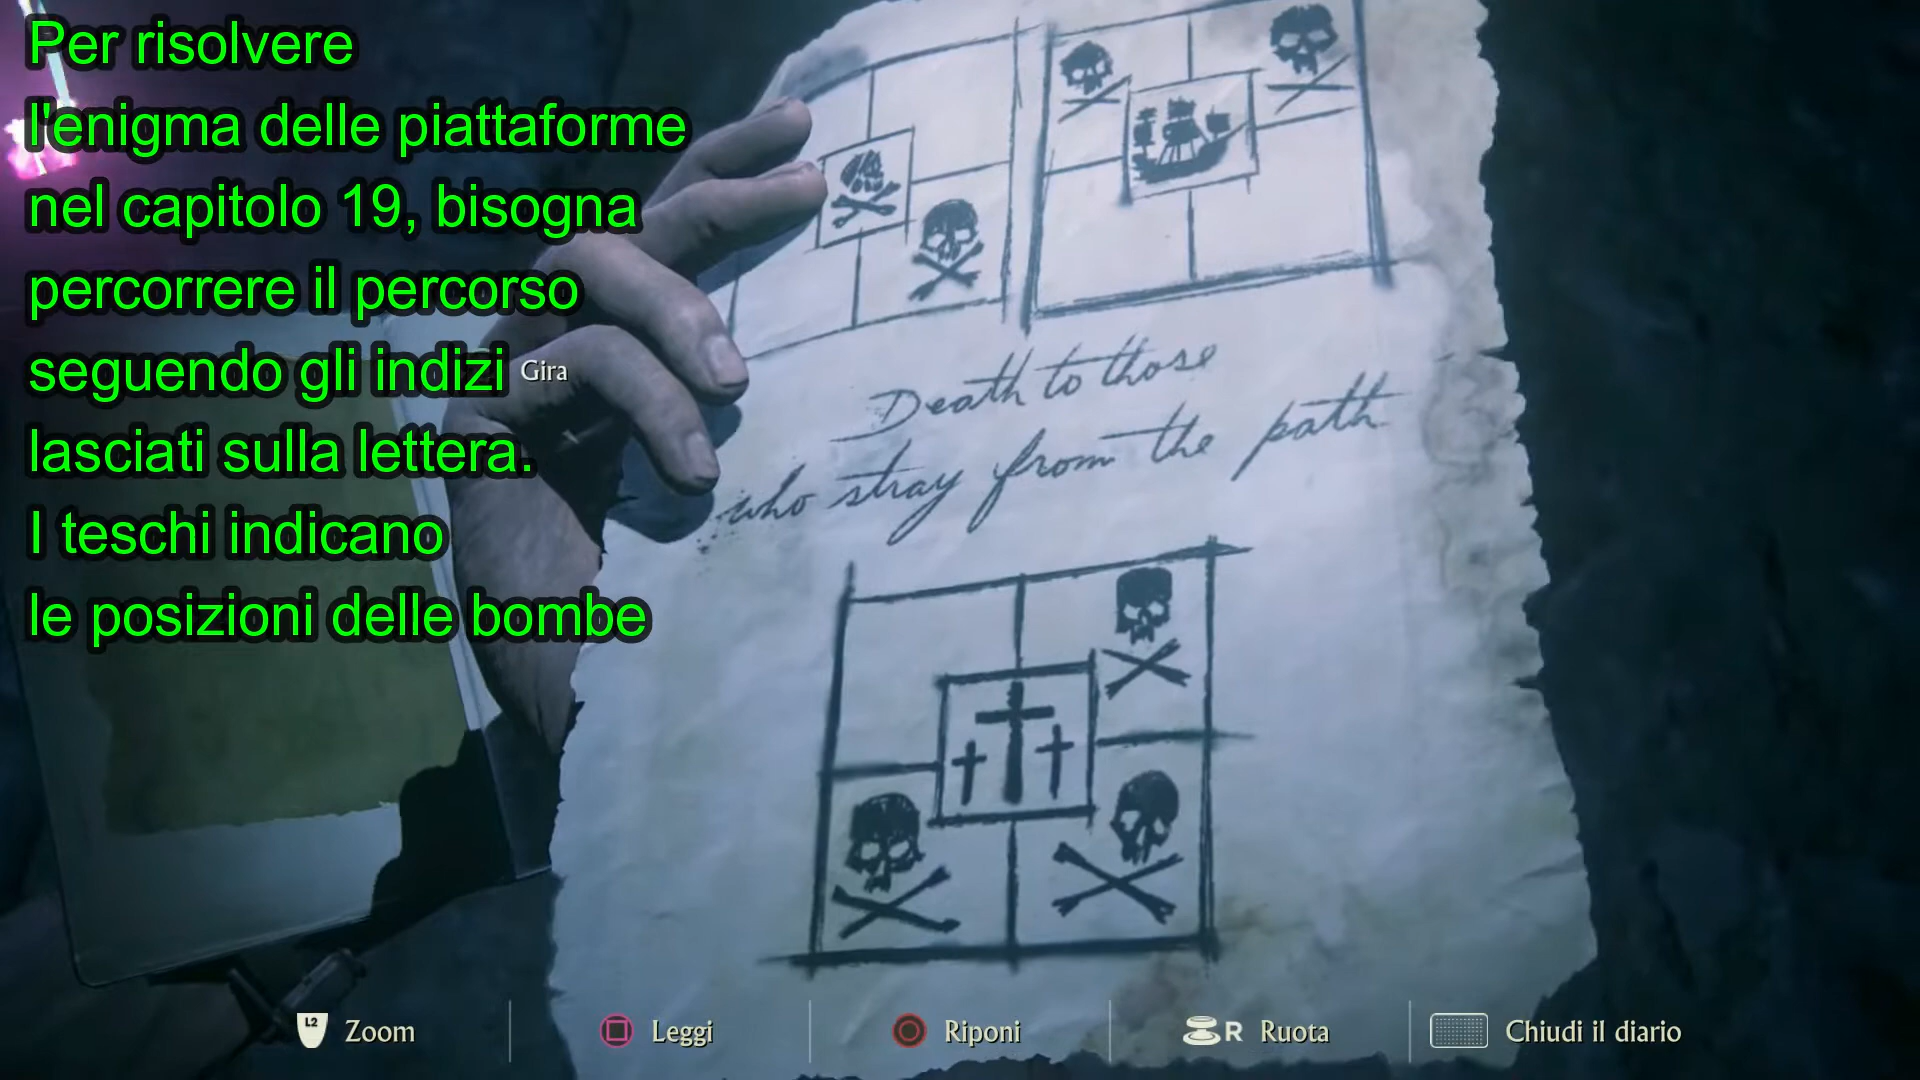 Per risolvere
l'enigma delle piattaforme
nel capitolo 19, bisogna
percorrere il percorso
seguendo gli indizi
lasciati sulla lettera.
I teschi indicano
le posizioni delle bombe
Gira
Death to those
who stray from the path.
L2 Zoom
Leggi
Riponi
R Ruota
Chiudi il diario